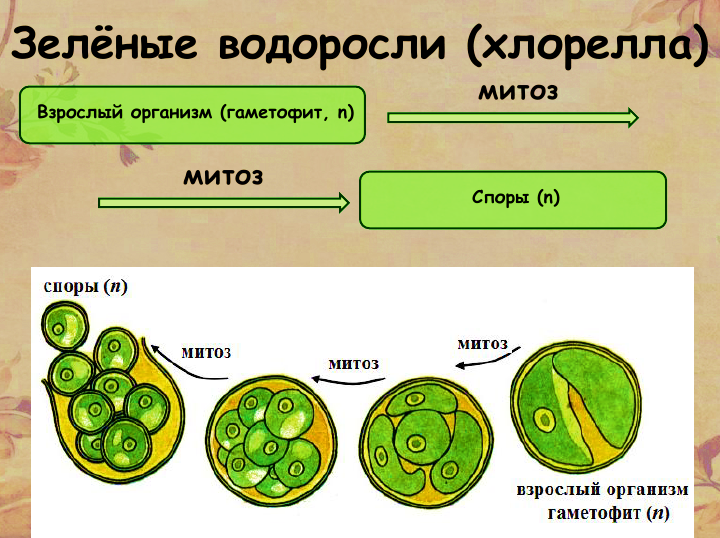 Зелёные водоросли (хлорелла)
Взрослый организм (гаметофит, n)
митоз
митоз
Споры (n)
споры (n)
митоз
митоз
митоз
взрослый организм
гаметофит (n)